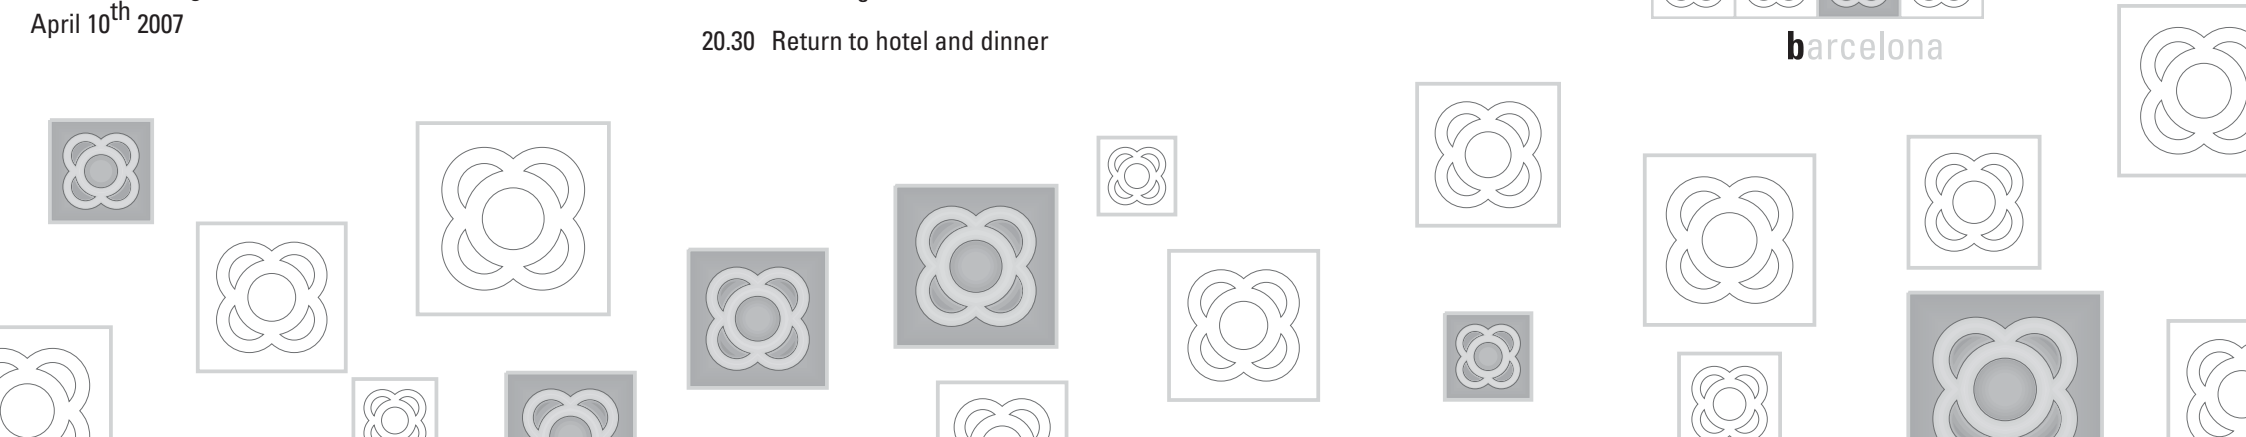 April 10th 2007
20.30 Return to hotel and dinner
barcelona